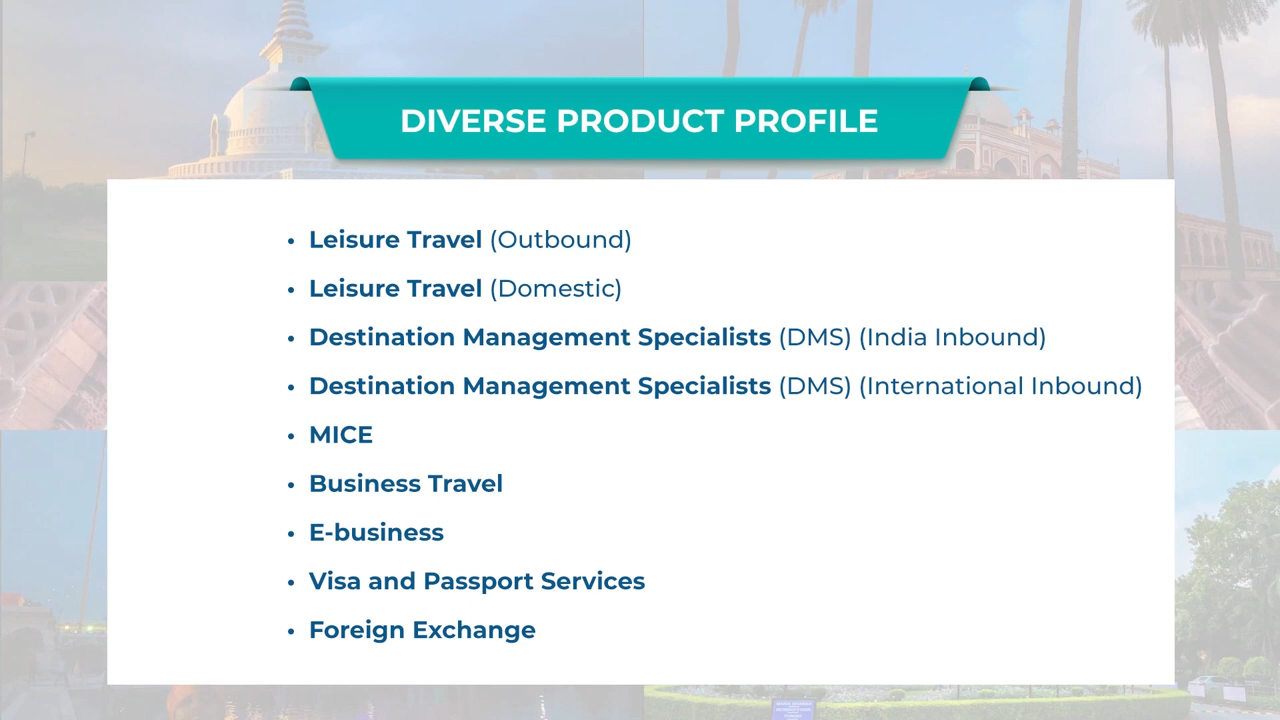 DIVERSE PRODUCT PROFILE
• Leisure Travel (Outbound)
• Leisure Travel (Domestic)
• Destination Management Specialists (DMS) (India Inbound)
• Destination Management Specialists (DMS) (International Inbound)
• MICE
• Business Travel
• E-business
• Visa and Passport Services
• Foreign Exchange